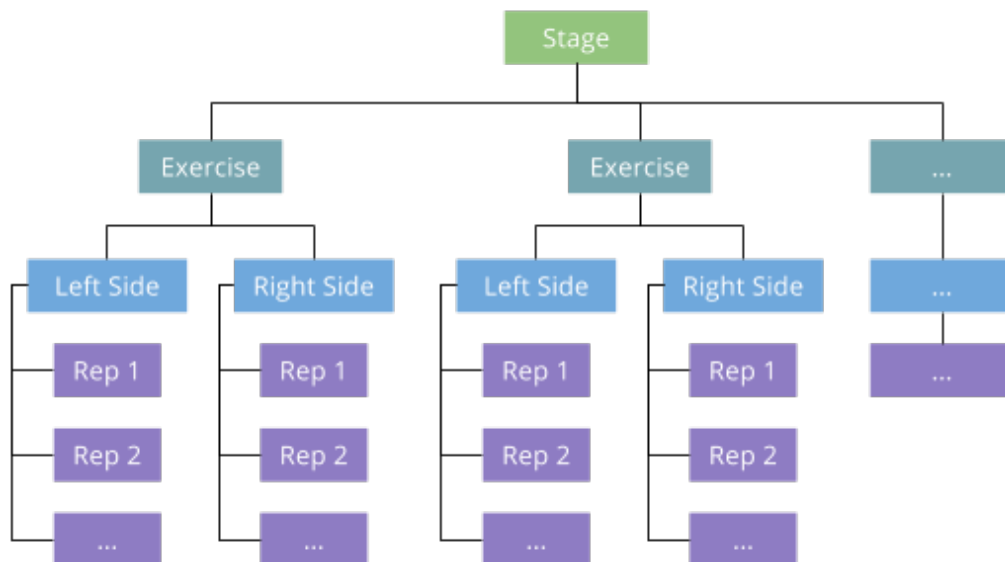 Stage
Exercise
Exercise
...
Left Side
Right Side
Left Side
Right Side
...
Rep 1
Rep 1
Rep 1
Rep 1
...
Rep 2
Rep 2
Rep 2
Rep 2
...
...
...
...